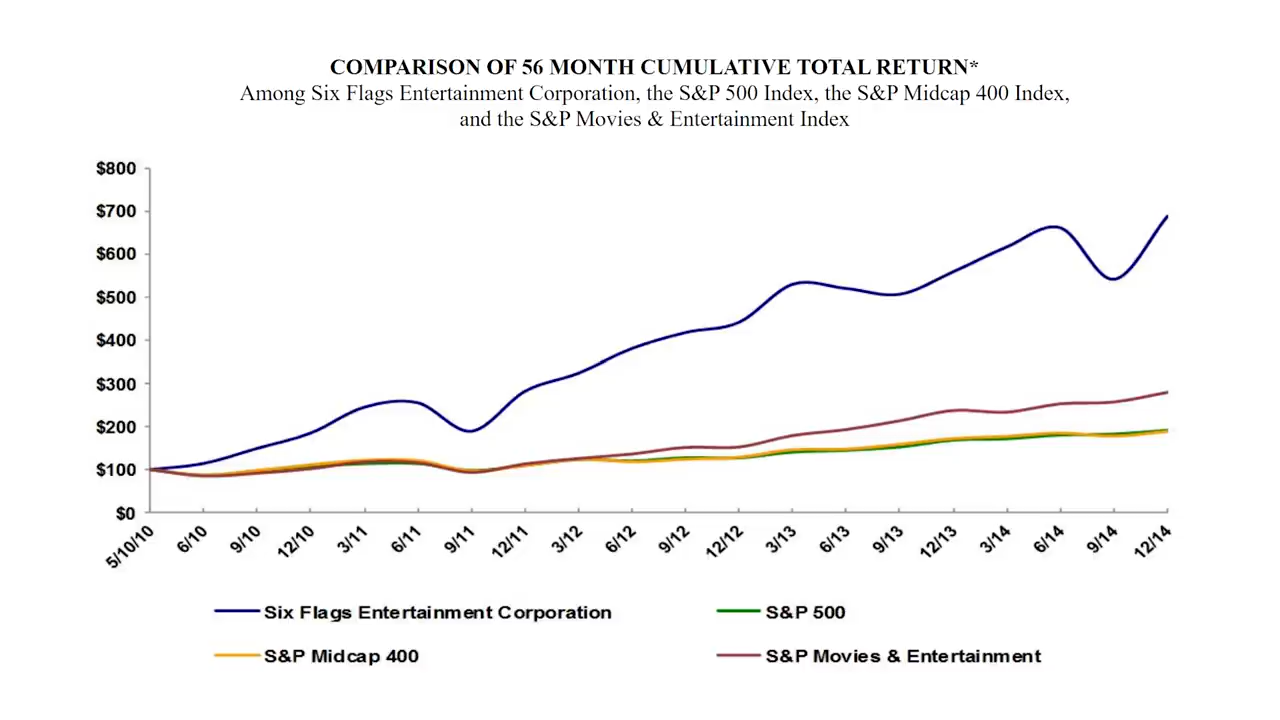 COMPARISON OF 56 MONTH CUMULATIVE TOTAL RETURN*
Among Six Flags Entertainment Corporation, the S&P 500 Index, the S&P Midcap 400 Index,
and the S&P Movies & Entertainment Index
$800
$700
$600
$500
$400
$300
$200
$100
$0
5/10/10 6/10 9/10 12/10 3/11 6/11 9/11 12/11 3/12 6/12 9/12 12/12 3/13 6/13 9/13 12/13 3/14 6/14 9/14 12/14
Six Flags Entertainment Corporation S&P 500
S&P Midcap 400 S&P Movies & Entertainment